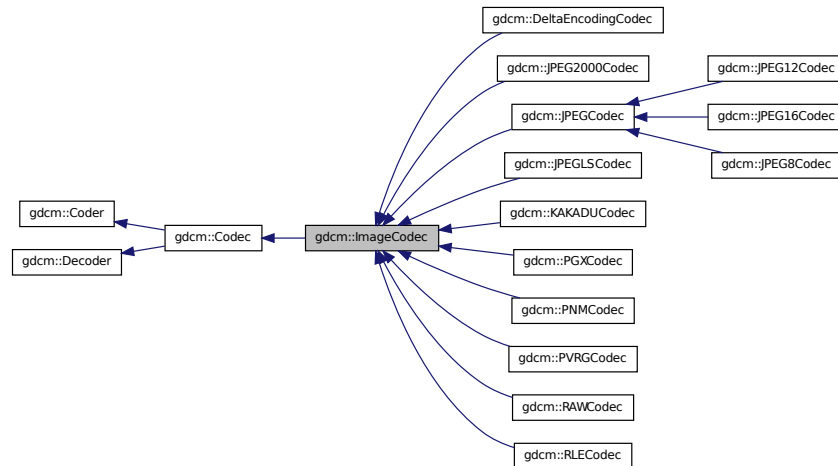 gdcm::DeltaEncodingCodec
gdcm::JPEG2000Codec
gdcm::JPEG12Codec
gdcm::JPEGCodec
gdcm::JPEG16Codec
gdcm::JPEGLSCodec
gdcm::JPEG8Codec
gdcm::Coder
gdcm::KAKADUCodec
gdcm::Codec
gdcm::ImageCodec
gdcm::Decoder
gdcm::PGXCodec
gdcm::PNMCodec
gdcm::PVRGCodec
gdcm::RAWCodec
gdcm::RLECodec